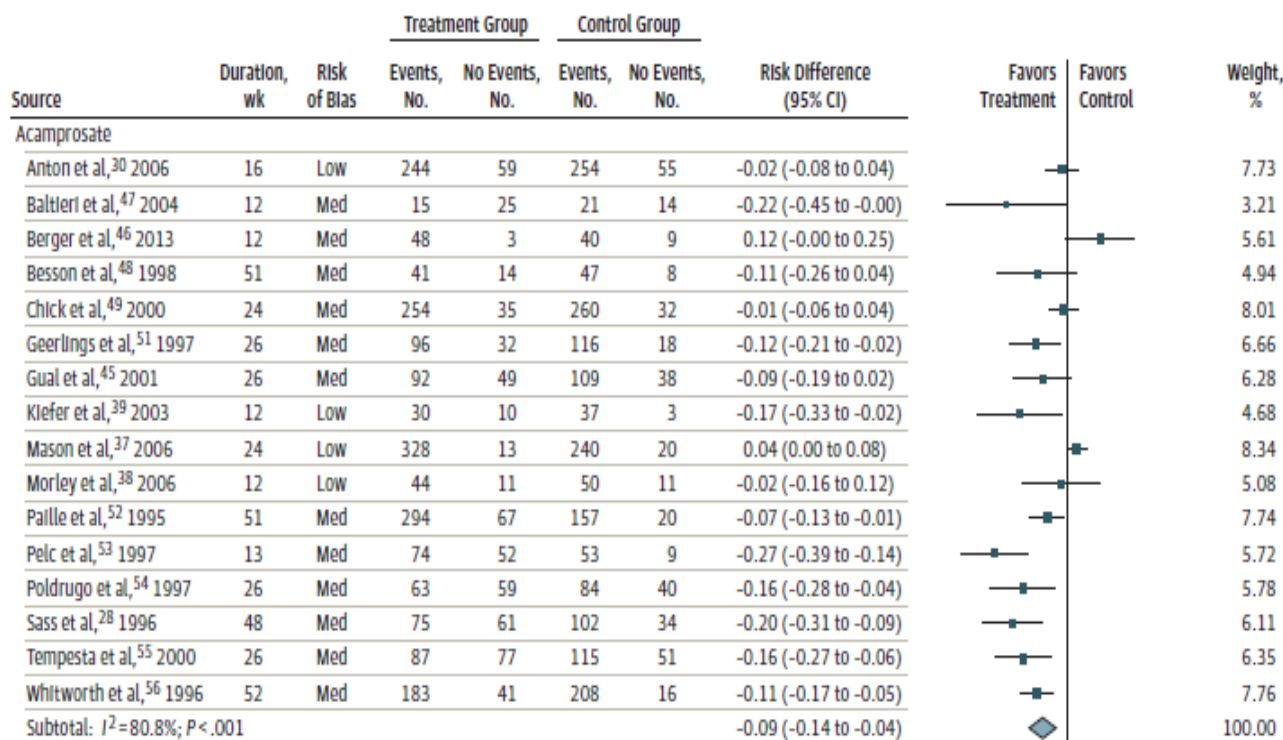 Treatment Group Control Group
Source Duration, wk Risk of Bias Events, No. No Events, No. Events, No. No Events, No. Risk Difference (95% CI) Favors Treatment Favors Control Weight, %
Acamprosate
Anton et al,30 2006 16 Low 244 59 254 55 -0.02 (-0.08 to 0.04) 7.73
Baltieri et al,47 2004 12 Med 15 25 21 14 -0.22 (-0.45 to -0.00) 3.21
Berger et al,46 2013 12 Med 48 3 40 9 0.12 (-0.00 to 0.25) 5.61
Besson et al,48 1998 51 Med 41 14 47 8 -0.11 (-0.26 to 0.04) 4.94
Chick et al,49 2000 24 Med 254 35 260 32 -0.01 (-0.06 to 0.04) 8.01
Geerlings et al,51 1997 26 Med 96 32 116 18 -0.12 (-0.21 to -0.02) 6.66
Gual et al,45 2001 26 Med 92 49 109 38 -0.09 (-0.19 to 0.02) 6.28
Kiefer et al,39 2003 12 Low 30 10 37 3 -0.17 (-0.33 to -0.02) 4.68
Mason et al,37 2006 24 Low 328 13 240 20 0.04 (0.00 to 0.08) 8.34
Morley et al,38 2006 12 Low 44 11 50 11 -0.02 (-0.16 to 0.12) 5.08
Paille et al,52 1995 51 Med 294 67 157 20 -0.07 (-0.13 to -0.01) 7.74
Pelc et al,53 1997 13 Med 74 52 53 9 -0.27 (-0.39 to -0.14) 5.72
Poldrugo et al,54 1997 26 Med 63 59 84 40 -0.16 (-0.28 to -0.04) 5.78
Sass et al,28 1996 48 Med 75 61 102 34 -0.20 (-0.31 to -0.09) 6.11
Tempesta et al,55 2000 26 Med 87 77 115 51 -0.16 (-0.27 to -0.06) 6.35
Whitworth et al,56 1996 52 Med 183 41 208 16 -0.11 (-0.17 to -0.05) 7.76
Subtotal: I2=80.8%; P<.001 -0.09 (-0.14 to -0.04) 100.00